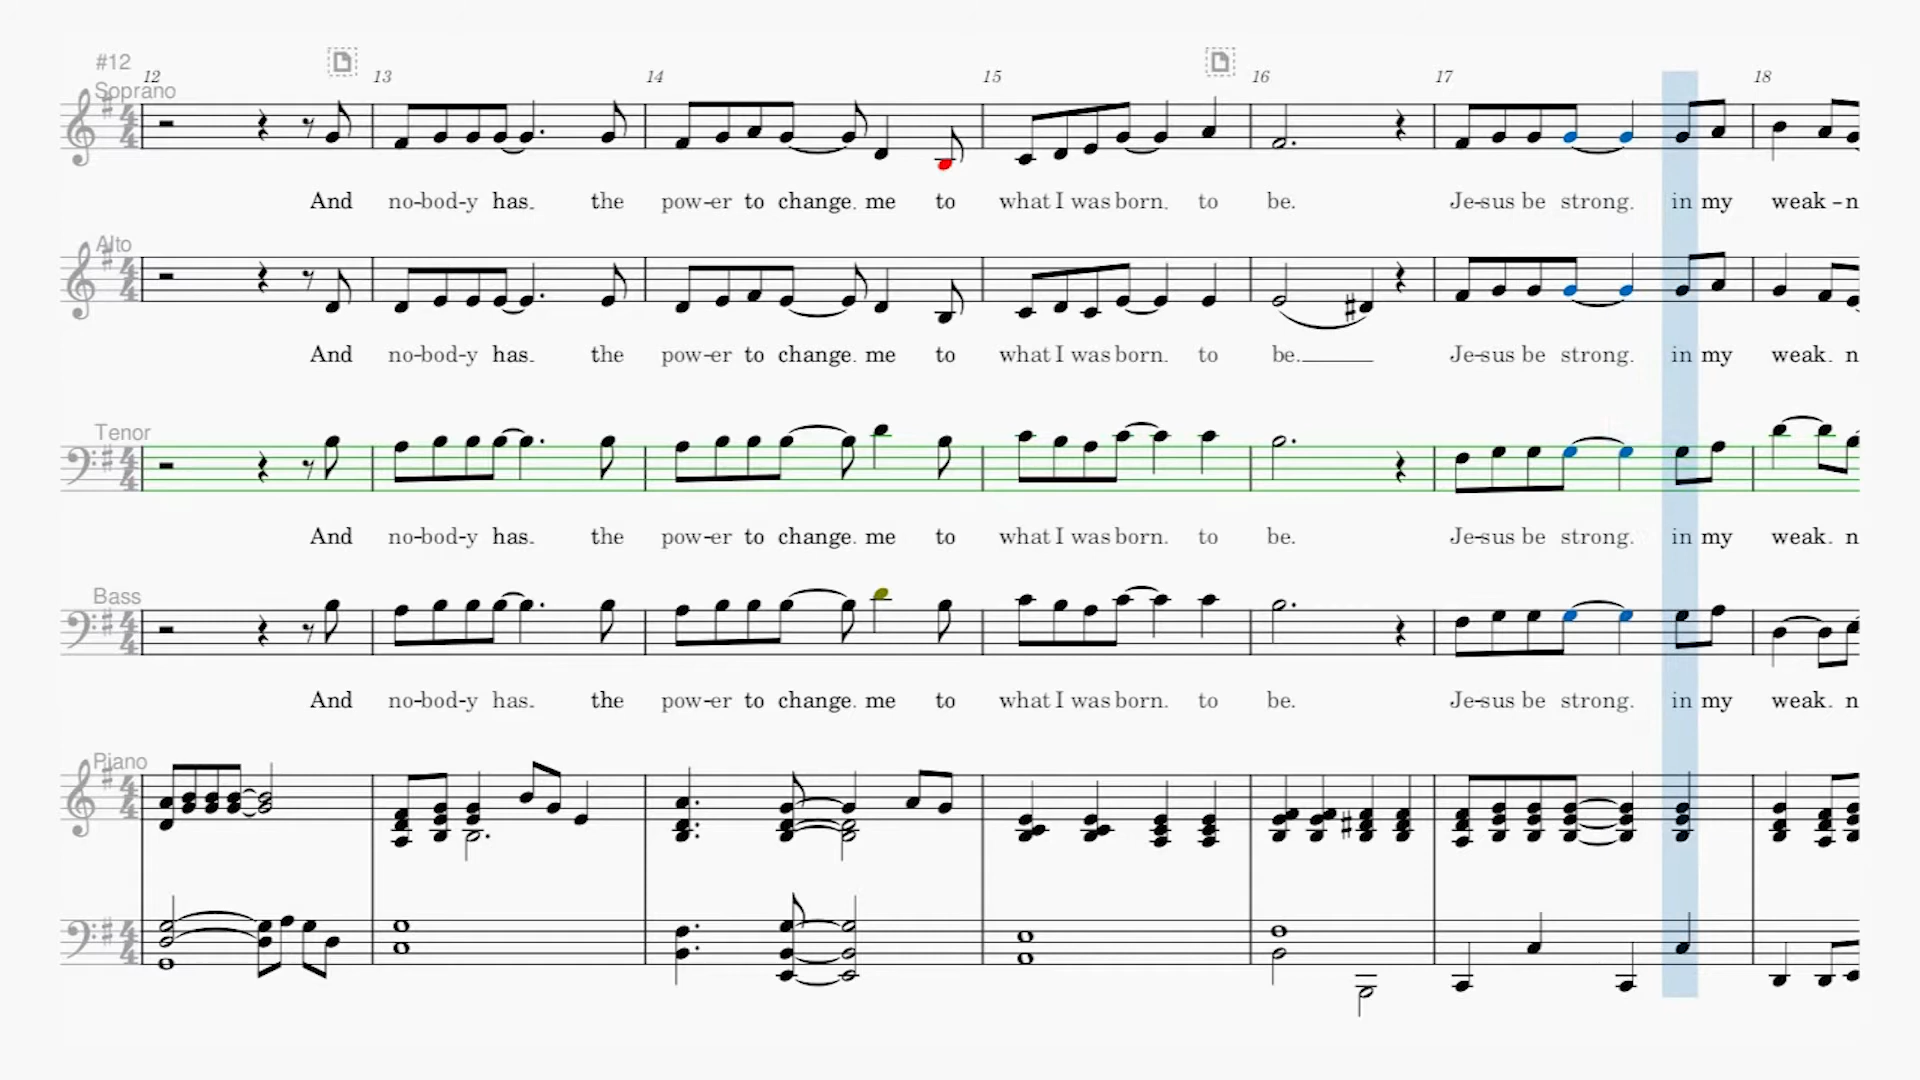 #12
12 13 14 15 16 17 18
Soprano
And no-bod-y has. the pow-er to change. me to what I was born. to be. Je-sus be strong. in my weak-n
Alto
And no-bod-y has. the pow-er to change. me to what I was born. to be. Je-sus be strong. in my weak. n
Tenor
And no-bod-y has. the pow-er to change. me to what I was born. to be. Je-sus be strong. in my weak. n
Bass
And no-bod-y has. the pow-er to change. me to what I was born. to be. Je-sus be strong. in my weak. n
Piano